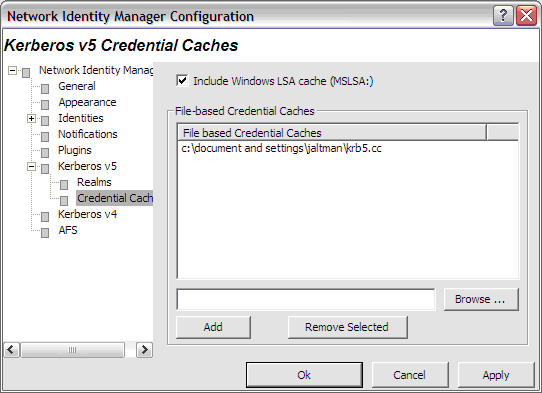 Network Identity Manager Configuration
Kerberos v5 Credential Caches
Network Identity Manag
General
Appearance
Identities
Notifications
Plugins
Kerberos v5
Realms
Credential Cach
Kerberos v4
AFS
Include Windows LSA cache (MSLSA:)
File-based Credential Caches
File based Credential Caches
c:\document and settings\jaltman\krb5.cc
Browse ...
Add Remove Selected
Ok Cancel Apply